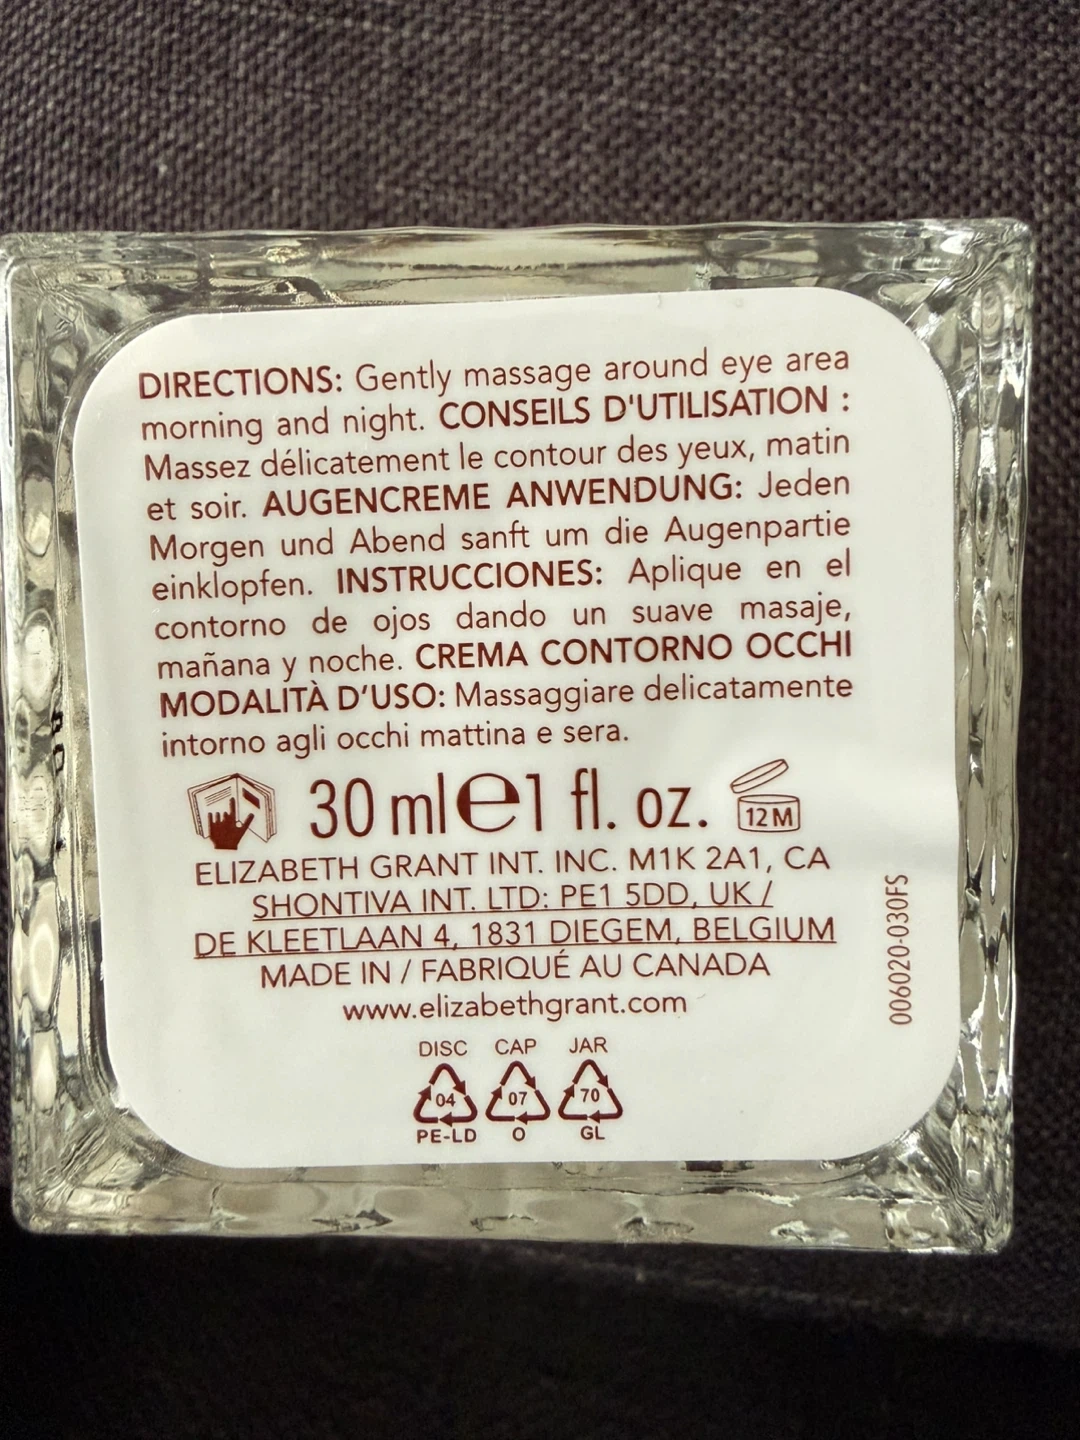 DIRECTIONS: Gently massage around eye area
morning and night. CONSEILS D'UTILISATION :
Massez délicatement le contour des yeux, matin
et soir. AUGENCREME ANWENDUNG: Jeden
Morgen und Abend sanft um die Augenpartie
einklopfen. INSTRUCCIONES: Aplique en el
contorno de ojos dando un suave masaje,
mañana y noche. CREMA CONTORNO OCCHI
MODALITÀ D'USO: Massaggiare delicatamente
intorno agli occhi mattina e sera.
30 ml e 1 fl. oz. 12 M
ELIZABETH GRANT INT. INC. M1K 2A1, CA
SHONTIVA INT. LTD: PE1 5DD, UK /
DE KLEETLAAN 4, 1831 DIEGEM, BELGIUM
MADE IN / FABRIQUÉ AU CANADA
www.elizabethgrant.com
006020-030FS
DISC CAP JAR
04 07 70
PE-LD O GL